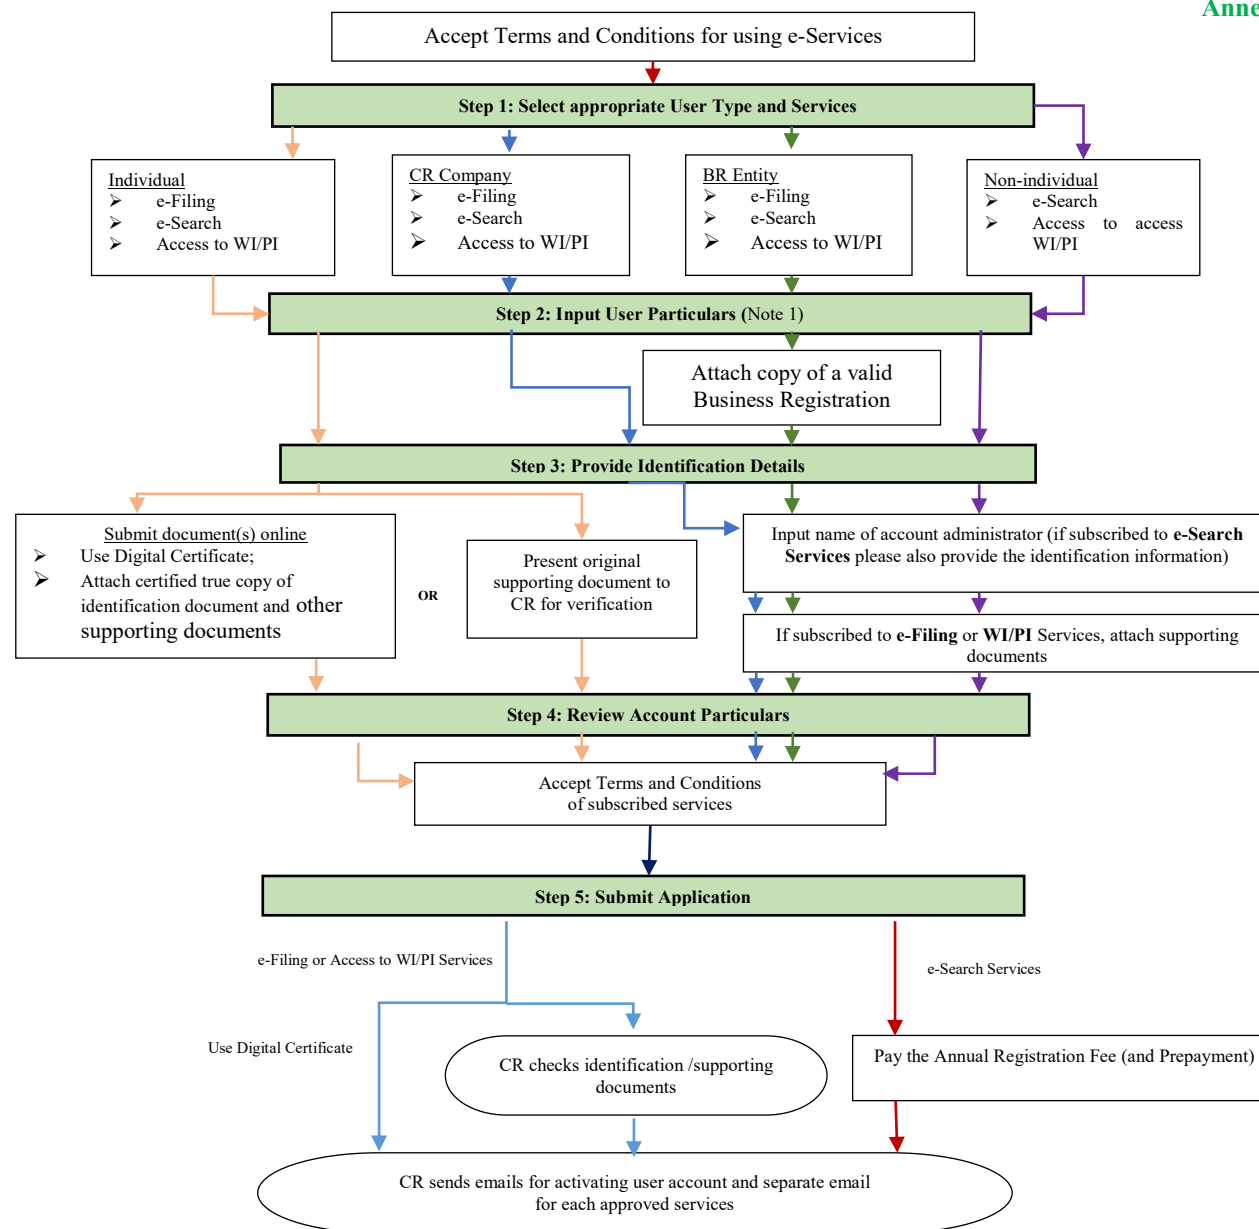 Anne
Accept Terms and Conditions for using e-Services
Step 1: Select appropriate User Type and Services
Individual
➢ e-Filing
➢ e-Search
➢ Access to WI/PI
CR Company
➢ e-Filing
➢ e-Search
➢ Access to WI/PI
BR Entity
➢ e-Filing
➢ e-Search
➢ Access to WI/PI
Non-individual
➢ e-Search
➢ Access to access
WI/PI
Step 2: Input User Particulars (Note 1)
Attach copy of a valid
Business Registration
Step 3: Provide Identification Details
Submit document(s) online
➢ Use Digital Certificate;
➢ Attach certified true copy of
identification document and other
supporting documents
OR
Present original
supporting document to
CR for verification
Input name of account administrator (if subscribed to e-Search
Services please also provide the identification information)
If subscribed to e-Filing or WI/PI Services, attach supporting
documents
Step 4: Review Account Particulars
Accept Terms and Conditions
of subscribed services
Step 5: Submit Application
e-Filing or Access to WI/PI Services
e-Search Services
Use Digital Certificate
CR checks identification /supporting
documents
Pay the Annual Registration Fee (and Prepayment)
CR sends emails for activating user account and separate email
for each approved services